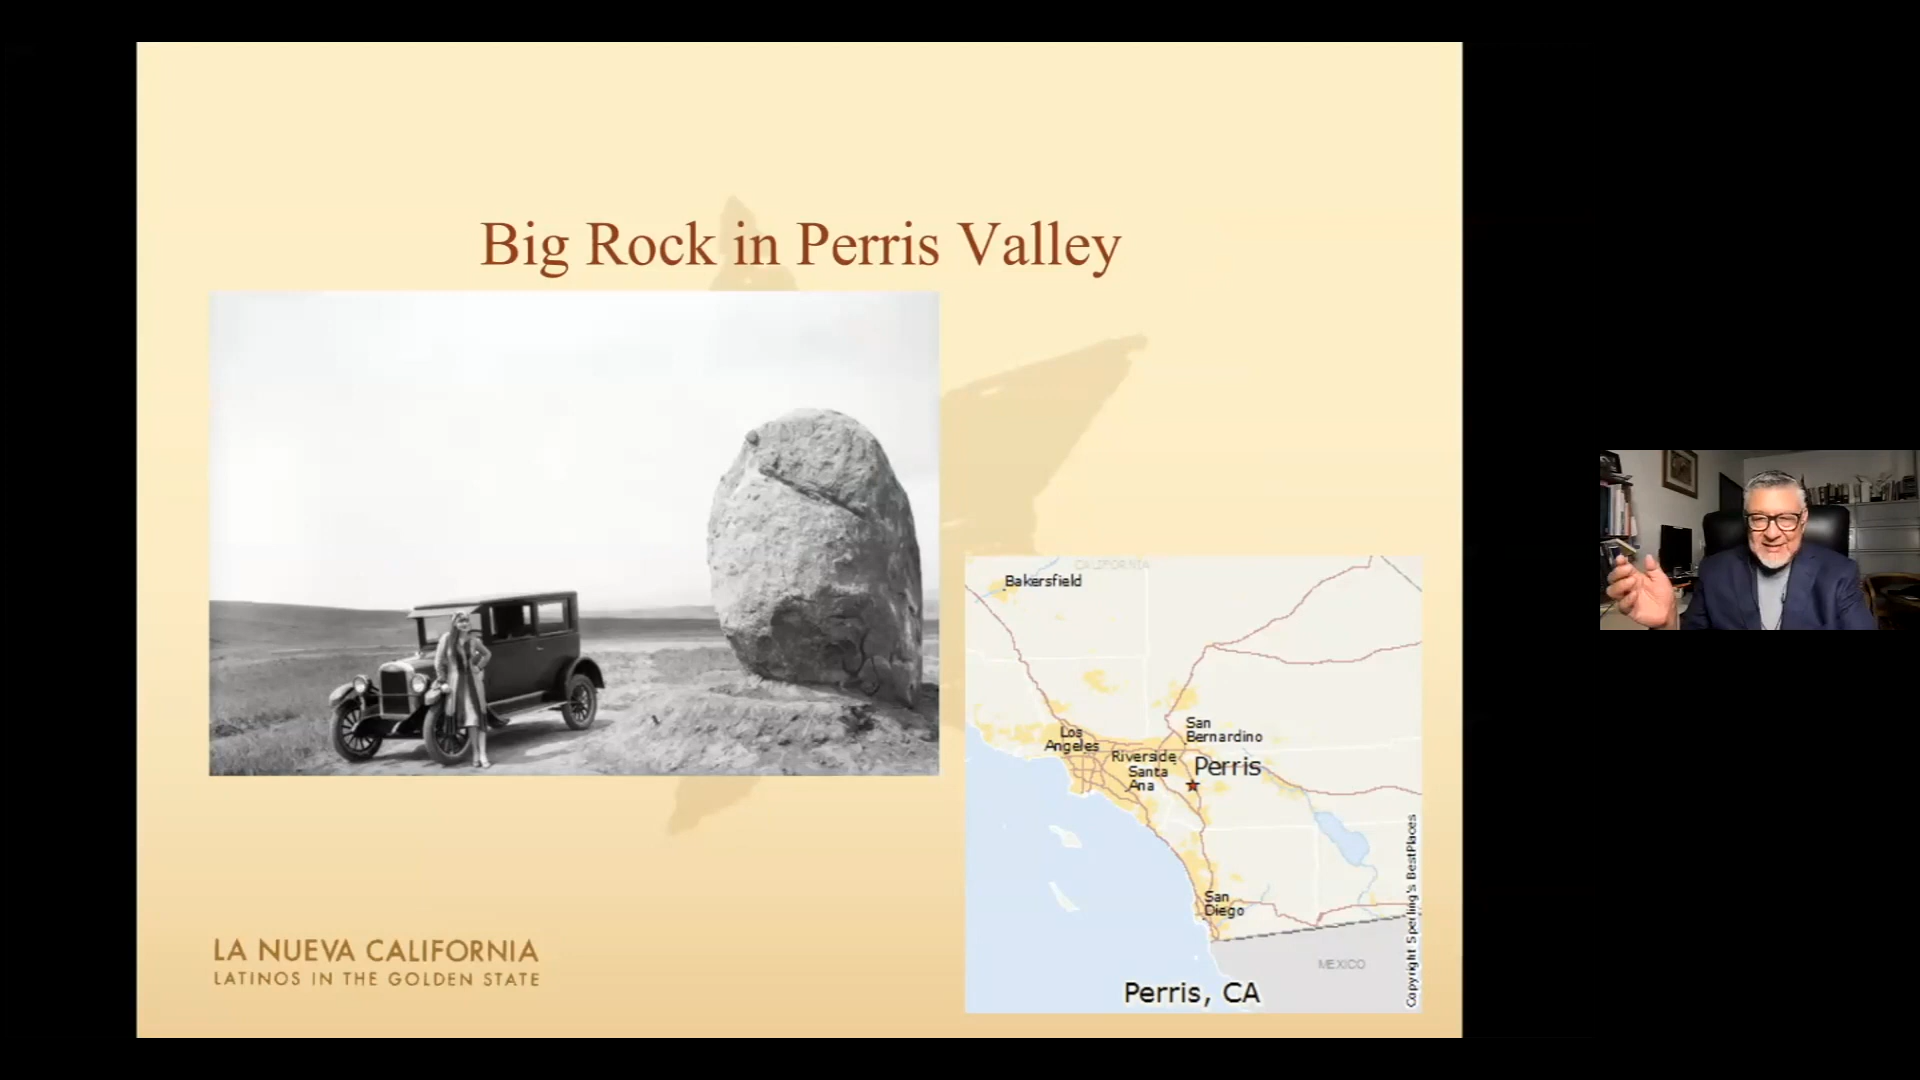 Big Rock in Perris Valley
CALIFORNIA
Bakersfield
San
Bernardino
Los
Angeles
Riverside
Perris
Santa
Ana
San
Diego
MEXICO
Perris, CA
Copyright Sperling's BestPlaces
LA NUEVA CALIFORNIA
LATINOS IN THE GOLDEN STATE